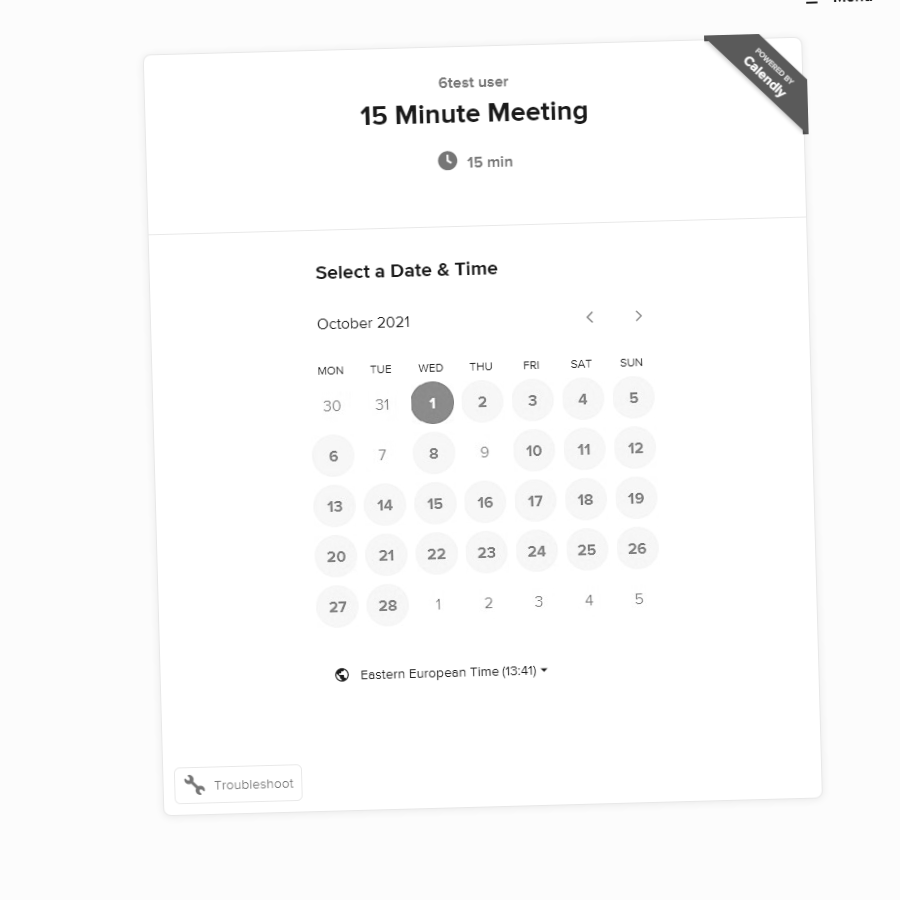 POWERED BY
Calendly
6test user
15 Minute Meeting
15 min
Select a Date & Time
October 2021
MON TUE WED THU FRI SAT SUN
30 31 1 2 3 4 5
6 7 8 9 10 11 12
13 14 15 16 17 18 19
20 21 22 23 24 25 26
27 28 1 2 3 4 5
Eastern European Time (13:41)
Troubleshoot